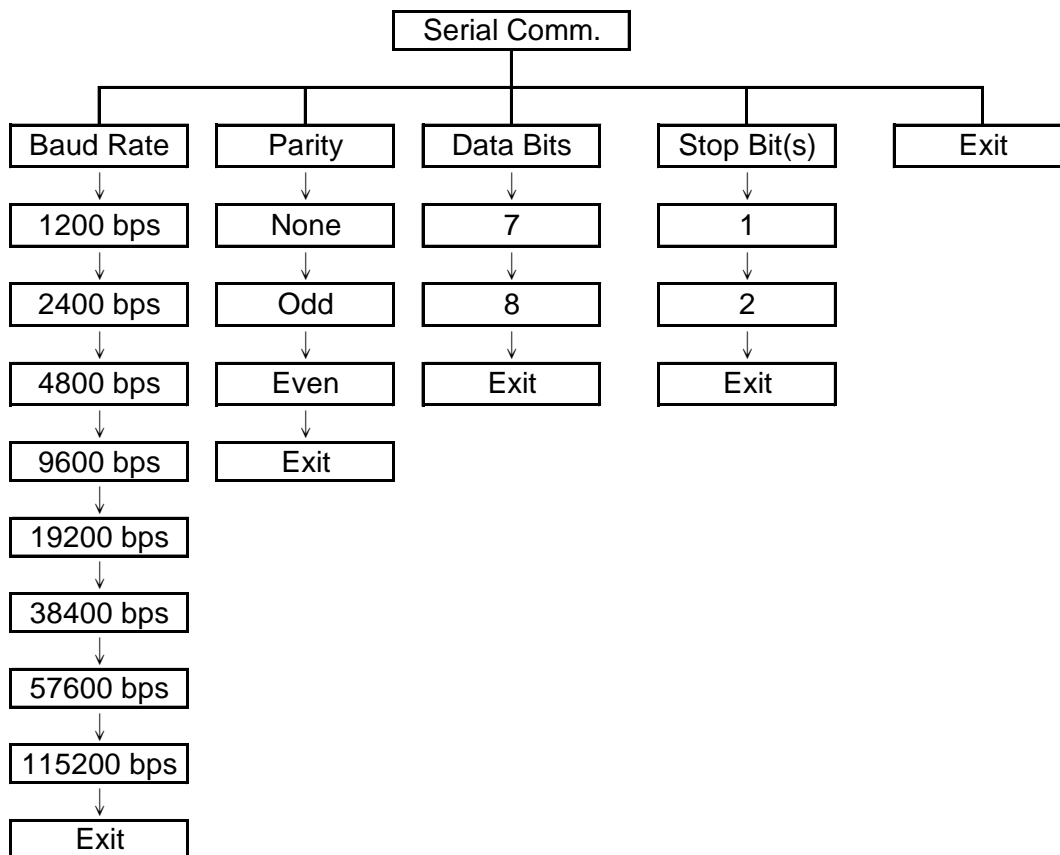 Serial Comm.
Baud Rate
Parity
Data Bits
Stop Bit(s)
Exit
1200 bps
None
7
1
2400 bps
Odd
8
2
4800 bps
Even
Exit
Exit
9600 bps
Exit
19200 bps
38400 bps
57600 bps
115200 bps
Exit